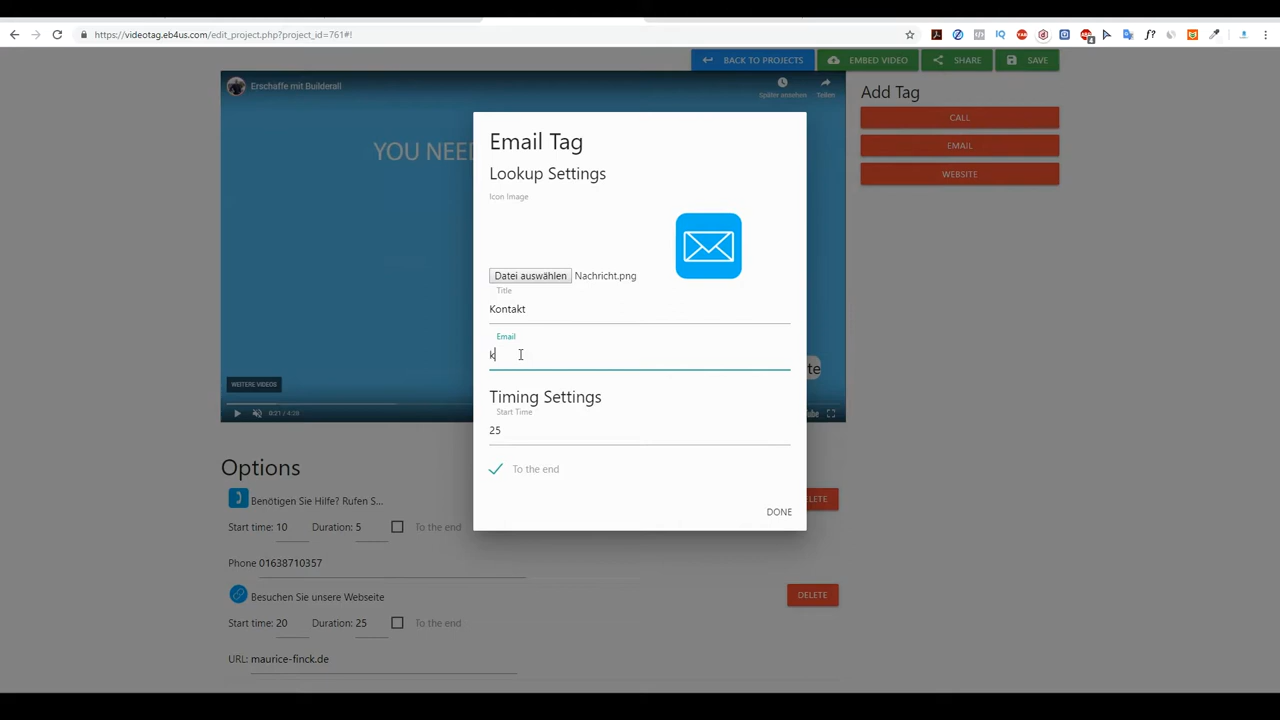 https://videotag.eb4us.com/edit_project.php?project_id=761#!
BACK TO PROJECTS
EMBED VIDEO
SHARE
SAVE
Erschaffe mit Builderall
Später ansehen
Teilen
YOU NEE
WEITERE VIDEOS
0:21 / 4:28
Add Tag
CALL
EMAIL
WEBSITE
Email Tag
Lookup Settings
Icon Image
Datei auswählen Nachricht.png
Title
Kontakt
Email
k
Timing Settings
Start Time
25
To the end
DONE
Options
Benötigen Sie Hilfe? Rufen S...
Start time: 10 Duration: 5 To the end
Phone 01638710357
Besuchen Sie unsere Webseite
DELETE
Start time: 20 Duration: 25 To the end
URL: maurice-finck.de